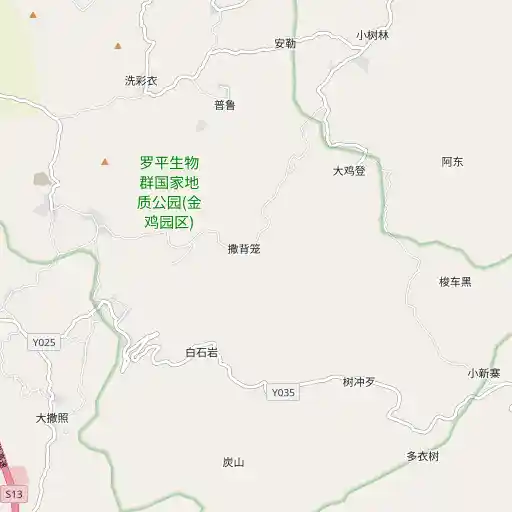 小树林
安勒
洗彩衣
普鲁
罗平生物
群国家地
质公园(金
鸡园区)
阿东
大鸡登
撒背笼
梭车黑
Y025
白石岩
小新寨
树冲歹
Y035
大撒照
多衣树
炭山
S13